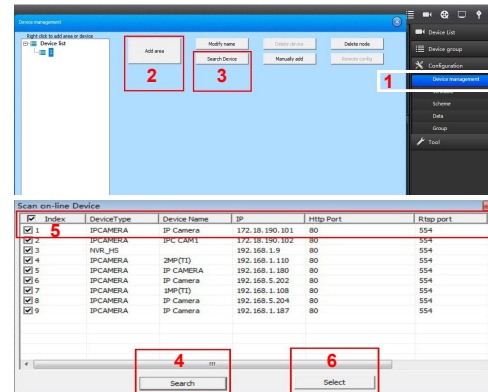 Device management
Right click to add area or device
Device list
1
Add area
2
Modify name
Delete device
Delete node
Search Device
3
Manually add
Remote config
Device List
Device group
Configuration
1
Device management
Scheme
Data
Group
Tool
Scan on-line Device
Index DeviceType Device Name IP Http Port Rtsp port
5
1 IPCAMERA IP Camera 172.18.190.101 80 554
2 IPCAMERA IPC CAM1 172.18.190.102 80 554
3 NVR_HS 192.168.1.9 80 554
4 IPCAMERA 2MP(TI) 192.168.1.110 80 554
5 IPCAMERA IP CAMERA 192.168.1.180 80 554
6 IPCAMERA IP Camera 192.168.5.202 80 554
7 IPCAMERA 1MP(TI) 192.168.1.108 80 554
8 IPCAMERA IP Camera 192.168.5.204 80 554
9 IPCAMERA IP Camera 192.168.1.187 80 554
4
Search
6
Select